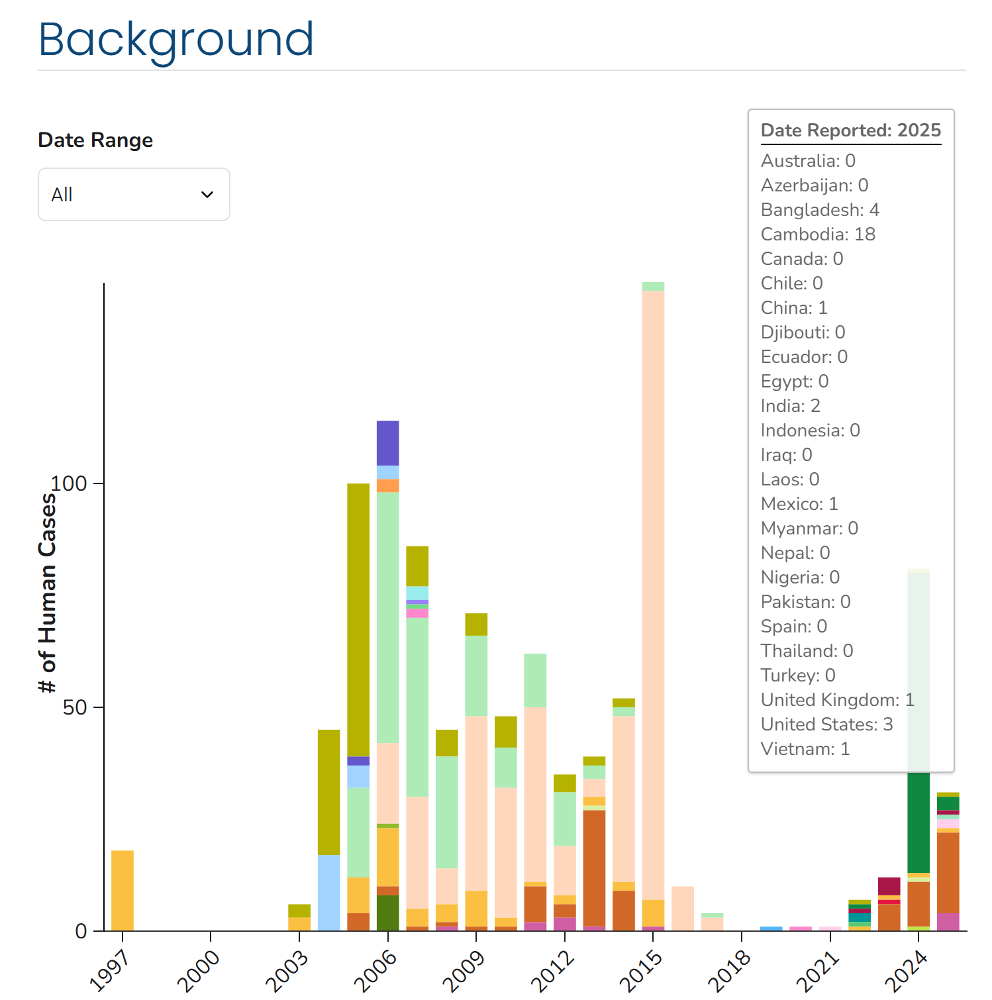 Background
Date Range
All
Date Reported: 2025
Australia: 0
Azerbaijan: 0
Bangladesh: 4
Cambodia: 18
Canada: 0
Chile: 0
China: 1
Djibouti: 0
Ecuador: 0
Egypt: 0
India: 2
Indonesia: 0
Iraq: 0
Laos: 0
Mexico: 1
Myanmar: 0
Nepal: 0
Nigeria: 0
Pakistan: 0
Spain: 0
Thailand: 0
Turkey: 0
United Kingdom: 1
United States: 3
Vietnam: 1
# of Human Cases
100
50
0
1997
2000
2003
2006
2009
2012
2015
2018
2021
2024